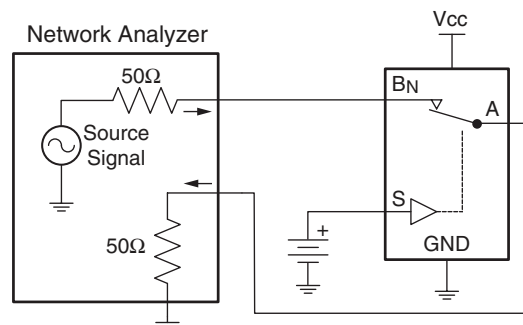 Vcc
Network Analyzer
50Ω
BN
A
Source
Signal
S
+
50Ω
GND